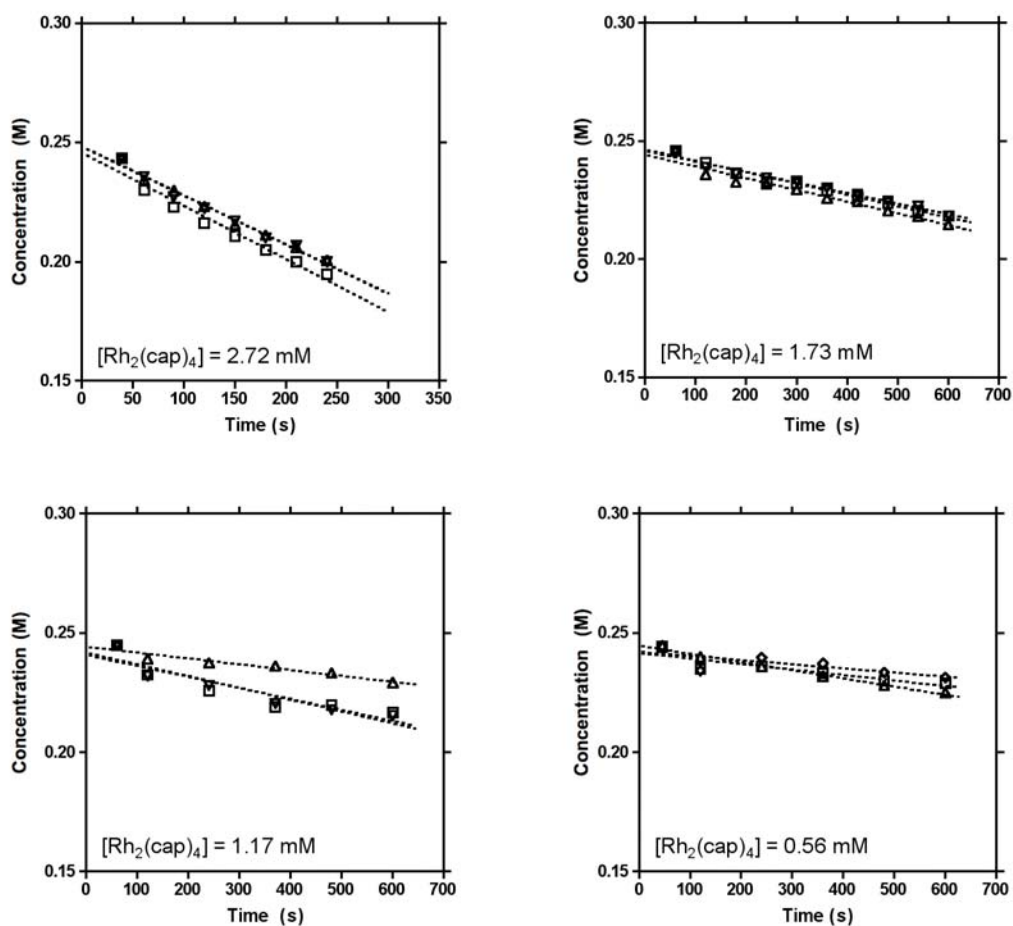 0.30
0.25
0.20
0.15
Concentration (M)
[Rh₂(cap)₄] = 2.72 mM
0 50 100 150 200 250 300 350
Time (s)
0.30
0.25
0.20
0.15
Concentration (M)
[Rh₂(cap)₄] = 1.73 mM
0 100 200 300 400 500 600 700
Time (s)
0.30
0.25
0.20
0.15
Concentration (M)
[Rh₂(cap)₄] = 1.17 mM
0 100 200 300 400 500 600 700
Time (s)
0.30
0.25
0.20
0.15
Concentration (M)
[Rh₂(cap)₄] = 0.56 mM
0 100 200 300 400 500 600 700
Time (s)